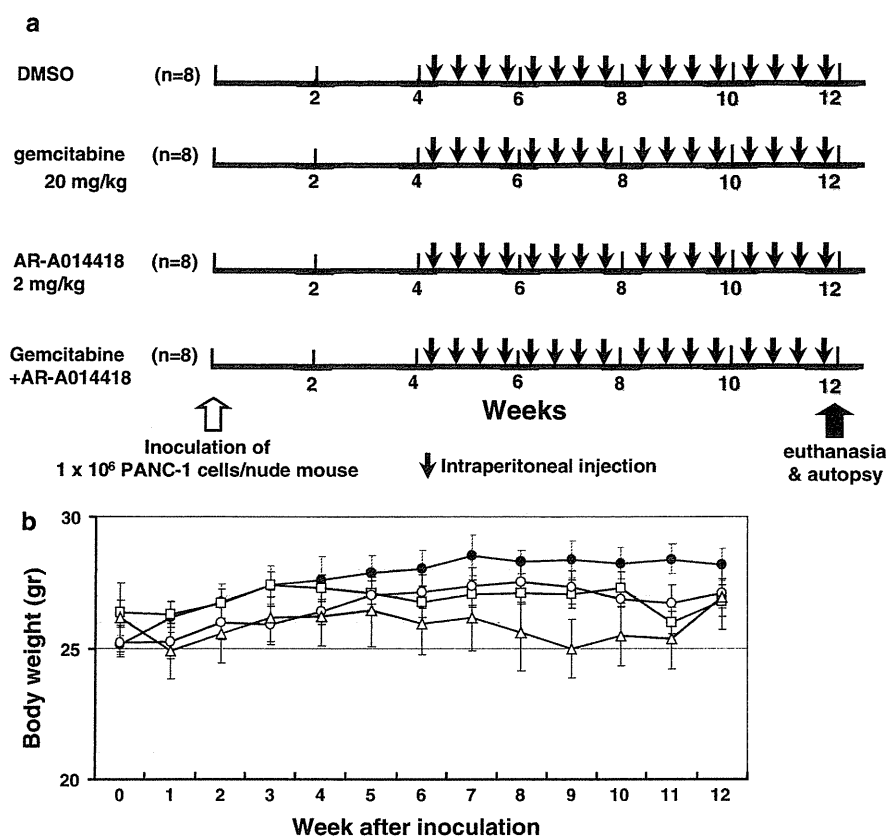 a
DMSO (n=8)
2 4 6 8 10 12
gemcitabine (n=8)
20 mg/kg
2 4 6 8 10 12
AR-A014418 (n=8)
2 mg/kg
2 4 6 8 10 12
Gemcitabine (n=8)
+AR-A014418
2 4 6 8 10 12
Weeks
Inoculation of
1 x 10⁶ PANC-1 cells/nude mouse
Intraperitoneal injection
euthanasia
& autopsy
b
30
25
20
Body weight (gr)
0 1 2 3 4 5 6 7 8 9 10 11 12
Week after inoculation